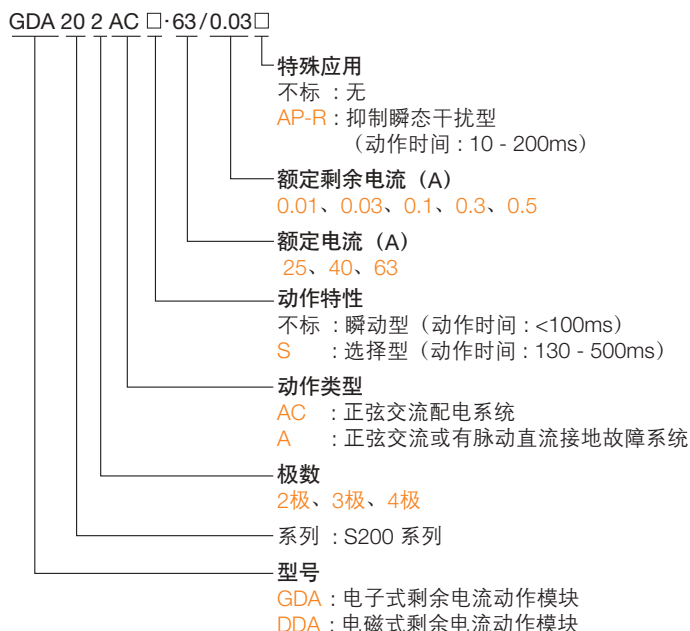 GDA 20 2 AC □·63/0.03□
特殊应用
不标 : 无
AP-R : 抑制瞬态干扰型
（动作时间 : 10 - 200ms）
额定剩余电流（A）
0.01、0.03、0.1、0.3、0.5
额定电流（A）
25、40、63
动作特性
不标 : 瞬动型（动作时间 : <100ms）
S : 选择型（动作时间 : 130 - 500ms）
动作类型
AC : 正弦交流配电系统
A : 正弦交流或有脉动直流接地故障系统
极数
2极、3极、4极
系列 : S200 系列
型号
GDA : 电子式剩余电流动作模块
DDA : 电磁式剩余电流动作模块